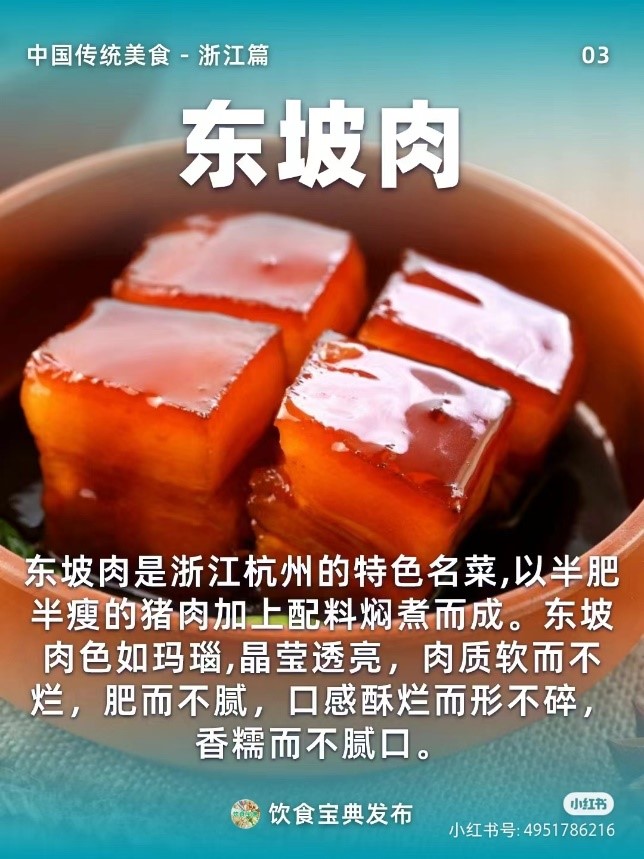 中国传统美食 - 浙江篇
03
东坡肉
东坡肉是浙江杭州的特色名菜,以半肥
半瘦的猪肉加上配料焖煮而成。东坡
肉色如玛瑙,晶莹透亮，肉质软而不
烂，肥而不腻，口感酥烂而形不碎，
香糯而不腻口。
饮食宝典发布
小红书
小红书号: 4951786216